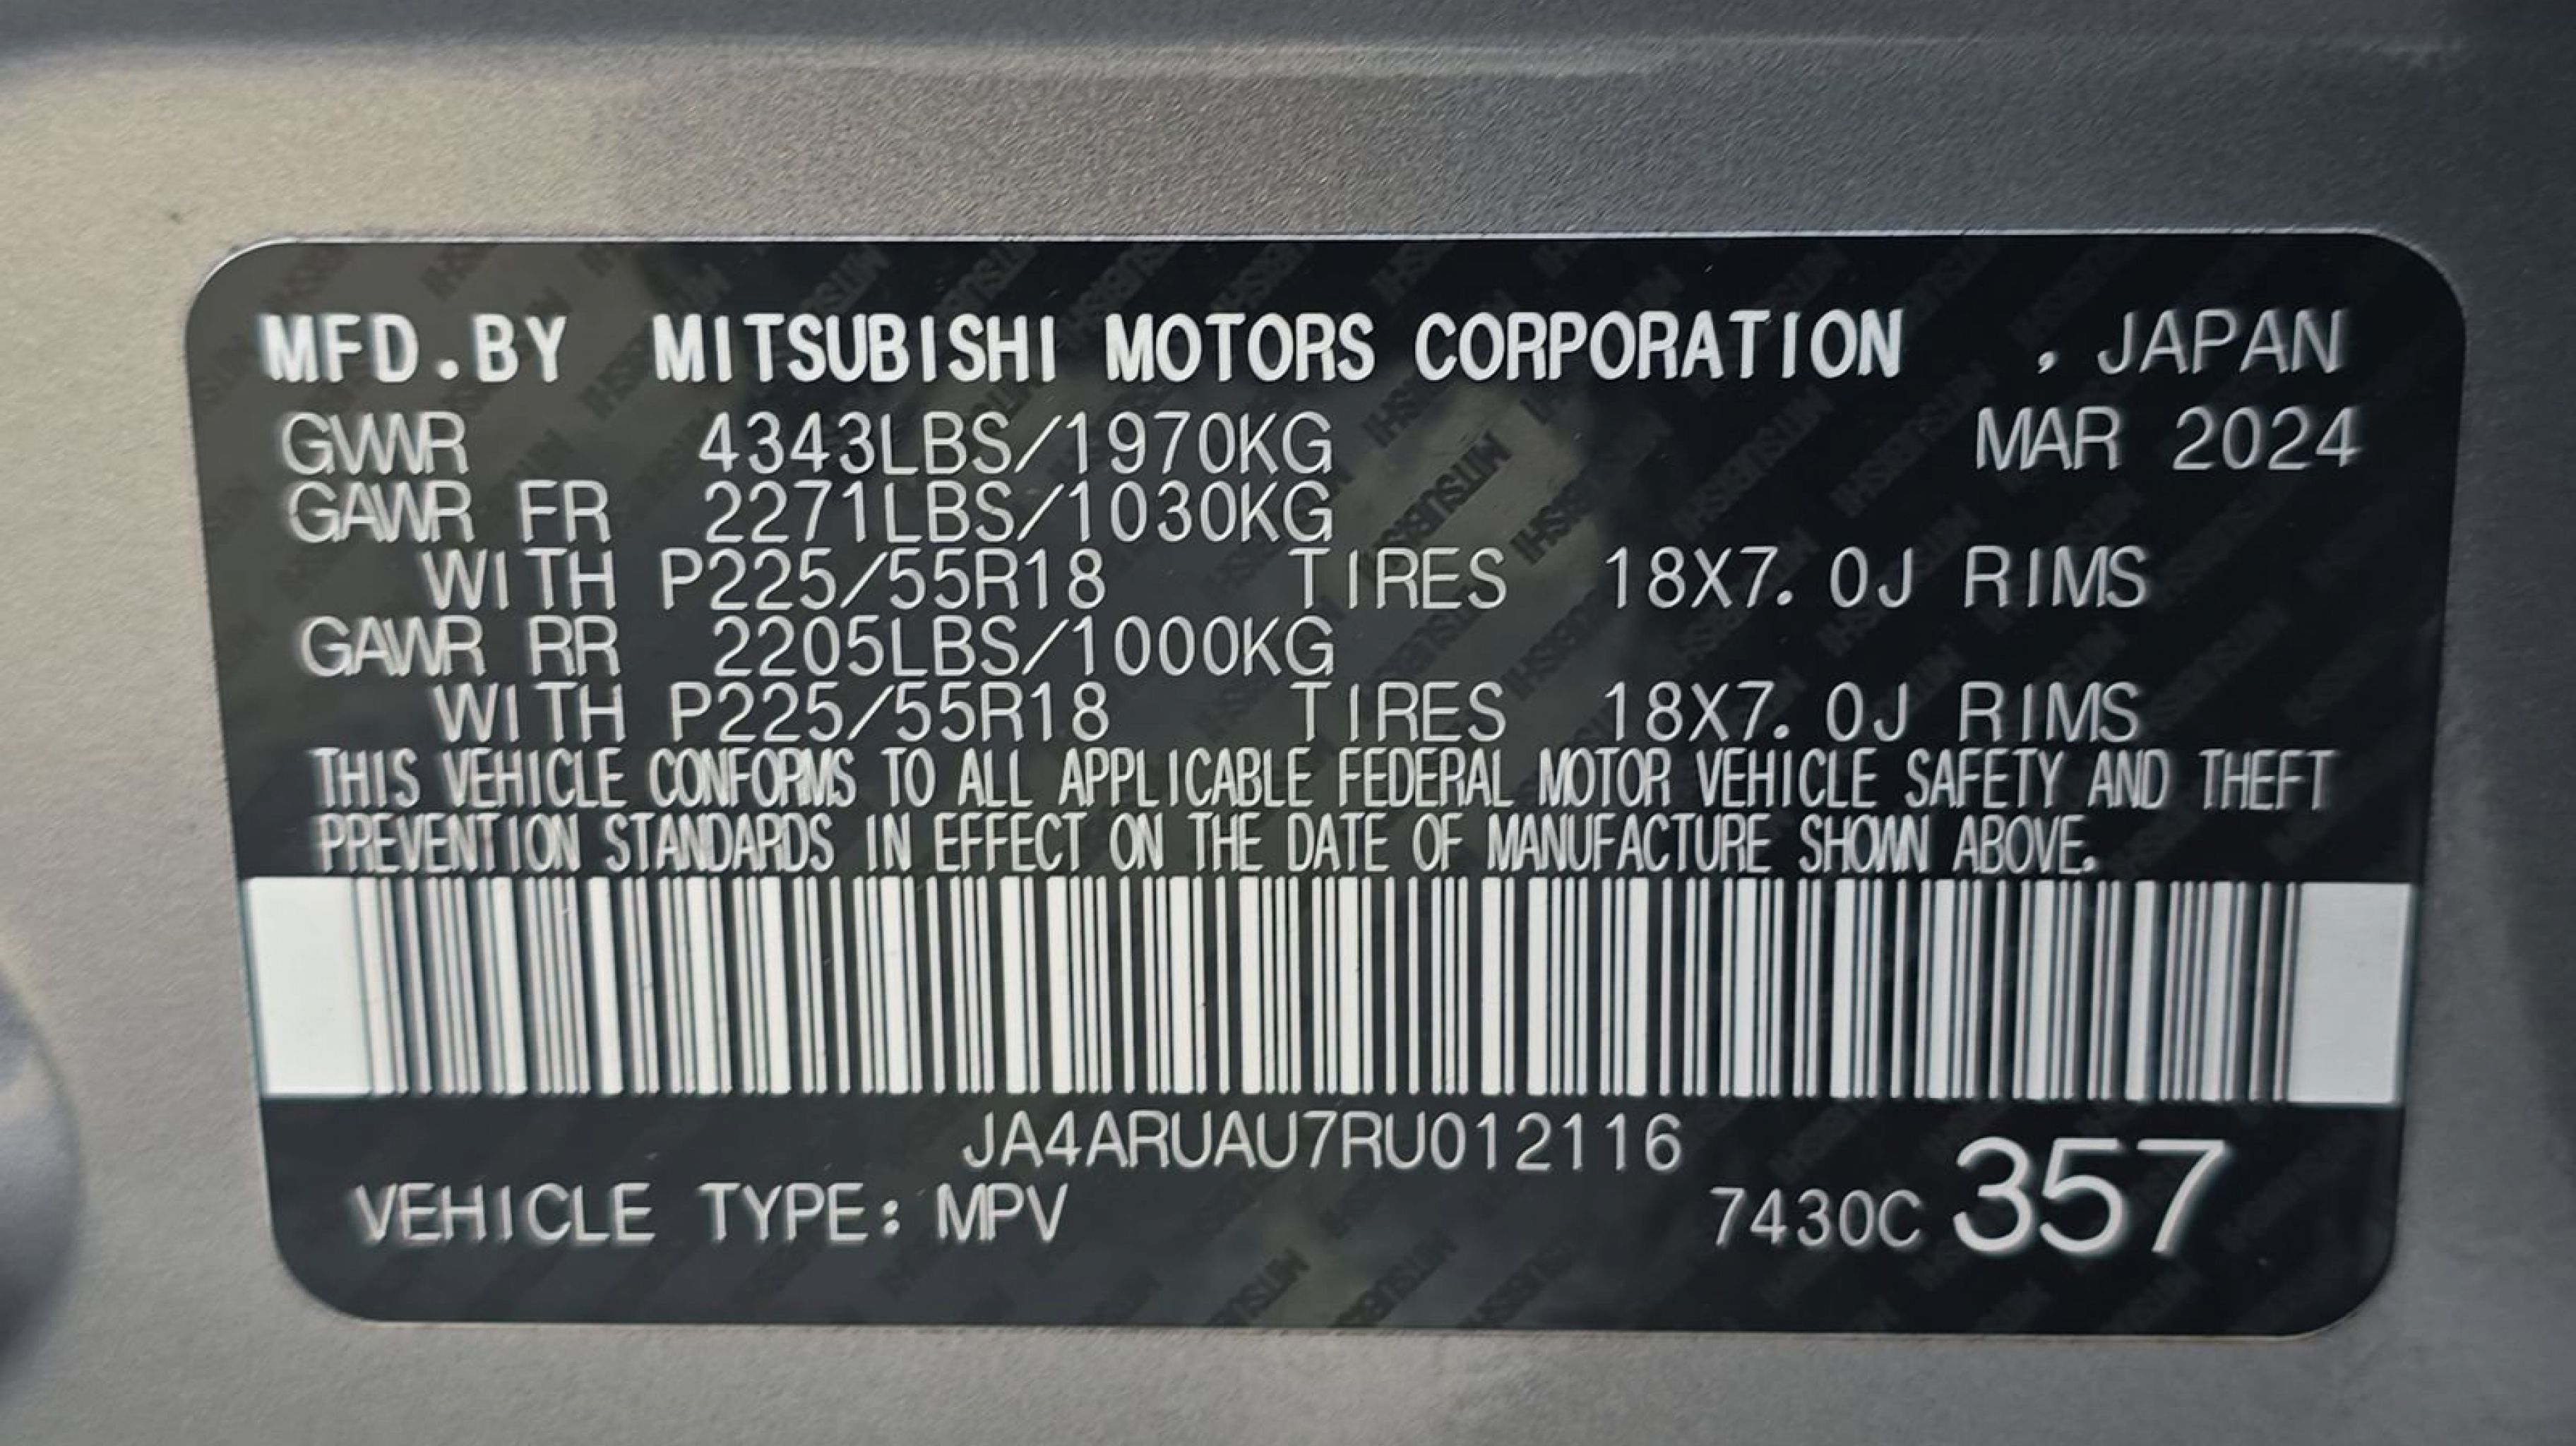 MFD.BY MITSUBISHI MOTORS CORPORATION , JAPAN
GVWR 4343LBS/1970KG MAR 2024
GAWR FR 2271LBS/1030KG
WITH P225/55R18 TIRES 18X7.0J RIMS
GAWR RR 2205LBS/1000KG
WITH P225/55R18 TIRES 18X7.0J RIMS
THIS VEHICLE CONFORMS TO ALL APPLICABLE FEDERAL MOTOR VEHICLE SAFETY AND THEFT
PREVENTION STANDARDS IN EFFECT ON THE DATE OF MANUFACTURE SHOWN ABOVE.
JA4ARUAU7RU012116
VEHICLE TYPE: MPV 7430C 357